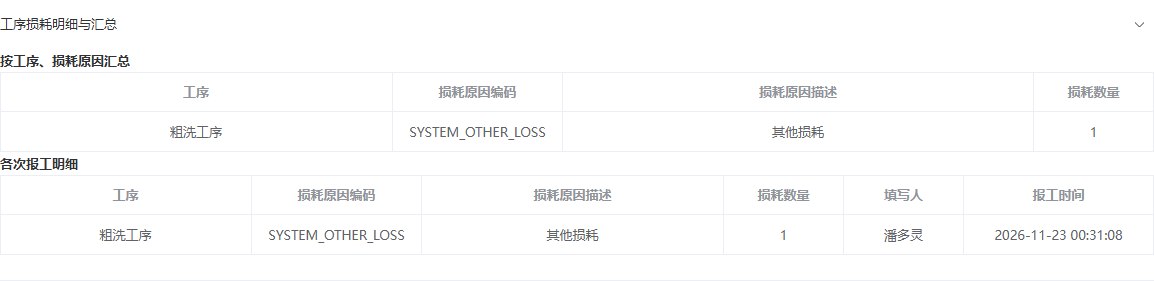 工序损耗明细与汇总
按工序、损耗原因汇总
工序 损耗原因编码 损耗原因描述 损耗数量
粗洗工序 SYSTEM_OTHER_LOSS 其他损耗 1
各次报工明细
工序 损耗原因编码 损耗原因描述 损耗数量 填写人 报工时间
粗洗工序 SYSTEM_OTHER_LOSS 其他损耗 1 潘多灵 2026-11-23 00:31:08